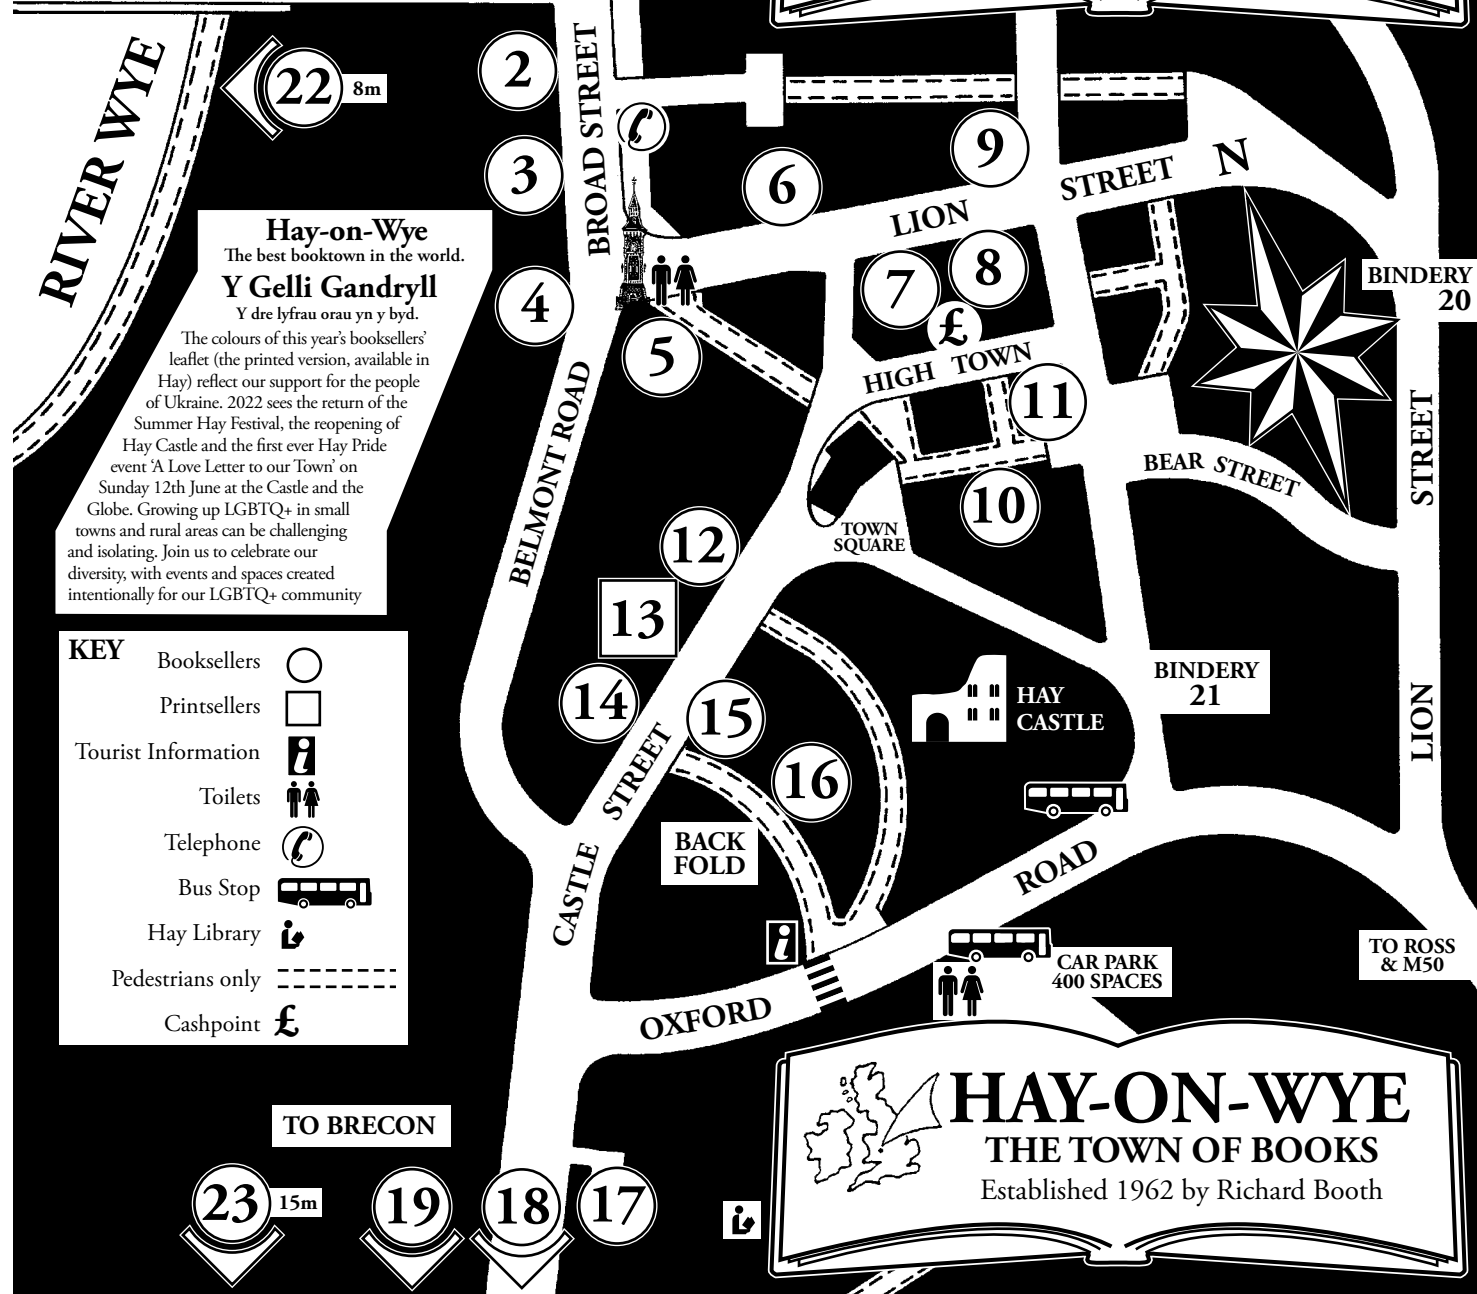 RIVER WYE
22
8m
2
BROAD STREET
3
6
9
LION
STREET
N
Hay-on-Wye
The best booktown in the world.
Y Gelli Gandryll
Y dre lyfrau orau yn y byd.
The colours of this year's booksellers'
leaflet (the printed version, available in
Hay) reflect our support for the people
of Ukraine. 2022 sees the return of the
Summer Hay Festival, the reopening of
Hay Castle and the first ever Hay Pride
event ‘A Love Letter to our Town’ on
Sunday 12th June at the Castle and the
Globe. Growing up LGBTQ+ in small
towns and rural areas can be challenging
and isolating. Join us to celebrate our
diversity, with events and spaces created
intentionally for our LGBTQ+ community
4
5
7
8
£
HIGH TOWN
11
BINDERY
20
BELMONT ROAD
BEAR STREET
STREET
10
TOWN
SQUARE
12
13
14
15
16
HAY
CASTLE
BINDERY
21
LION
KEY
Booksellers
Printsellers
Tourist Information
i
Toilets
Telephone
Bus Stop
Hay Library
Pedestrians only
Cashpoint £
CASTLE STREET
BACK
FOLD
i
OXFORD
ROAD
CAR PARK
400 SPACES
TO ROSS
& M50
TO BRECON
23
15m
19
18
17
HAY-ON-WYE
THE TOWN OF BOOKS
Established 1962 by Richard Booth